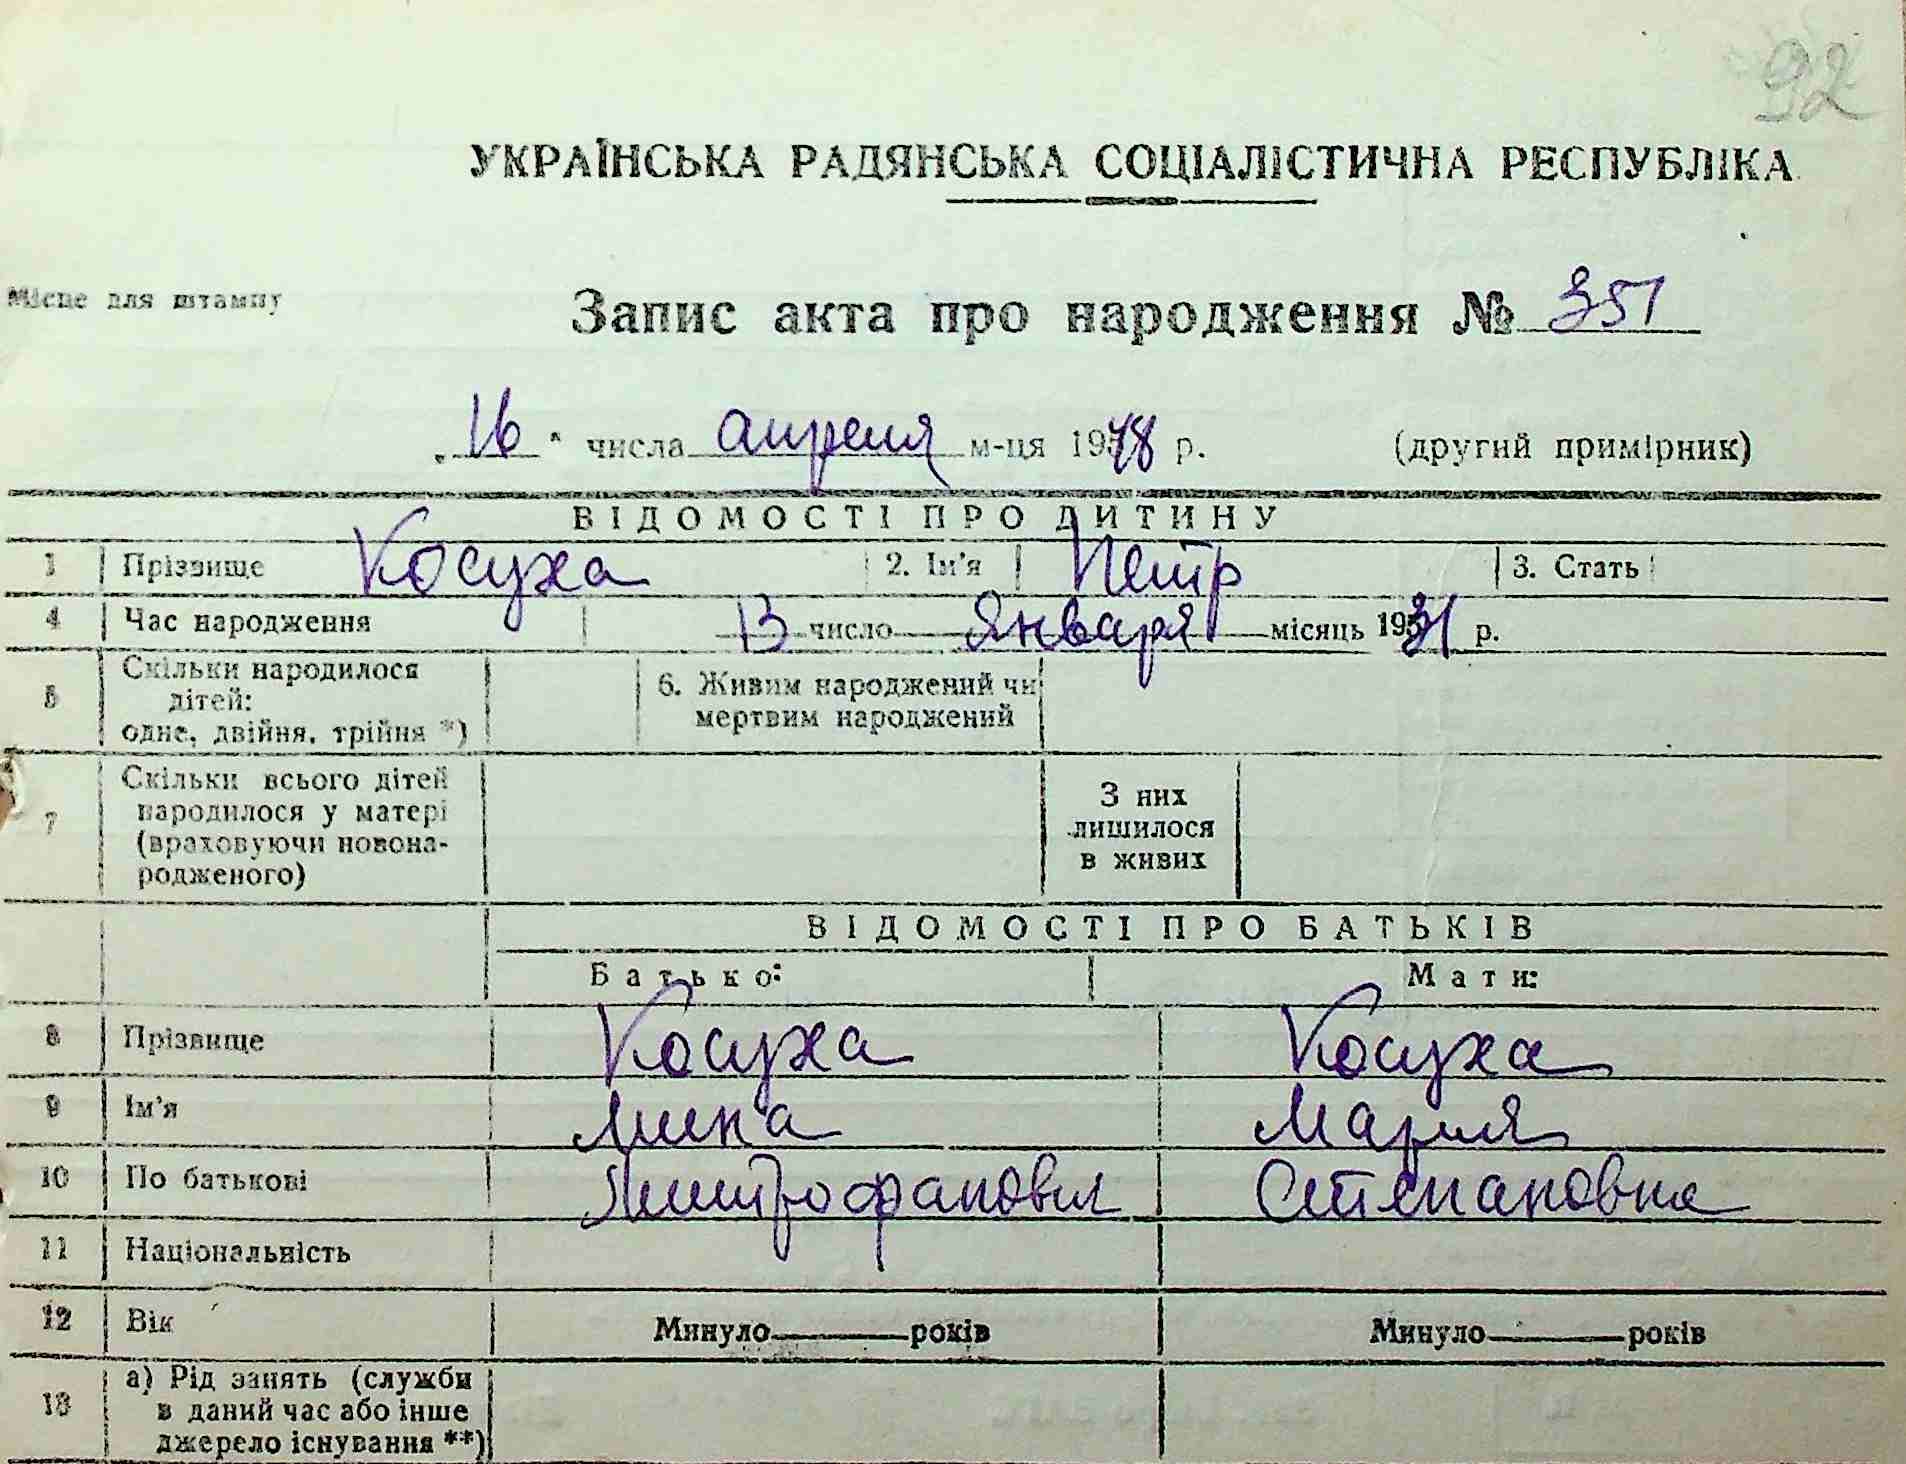 92
УКРАЇНСЬКА РАДЯНСЬКА СОЦІАЛІСТИЧНА РЕСПУБЛІКА
Місце для штампу
Запис акта про народження № 351
„16“ числа апреля м-ця 1948 р. (другий примірник)
ВІДОМОСТІ ПРО ДИТИНУ
1 Прізвище Косуха 2. Ім'я Петр 3. Стать
4 Час народження 13 число января місяць 1931 р.
5 Скільки народилося дітей: одне, двійня, трійня *) 6. Живим народжений чи мертвим народжений
7 Скільки всього дітей народилося у матері (враховуючи новонародженого) З них лишилося в живих
ВІДОМОСТІ ПРО БАТЬКІВ
Батько: Мати:
8 Прізвище Косуха Косуха
9 Ім'я Мина Мария
10 По батькові Митрофанович Степановна
11 Національність
12 Вік Минуло років Минуло років
13 а) Рід занять (служби в даний час або інше джерело існування **)